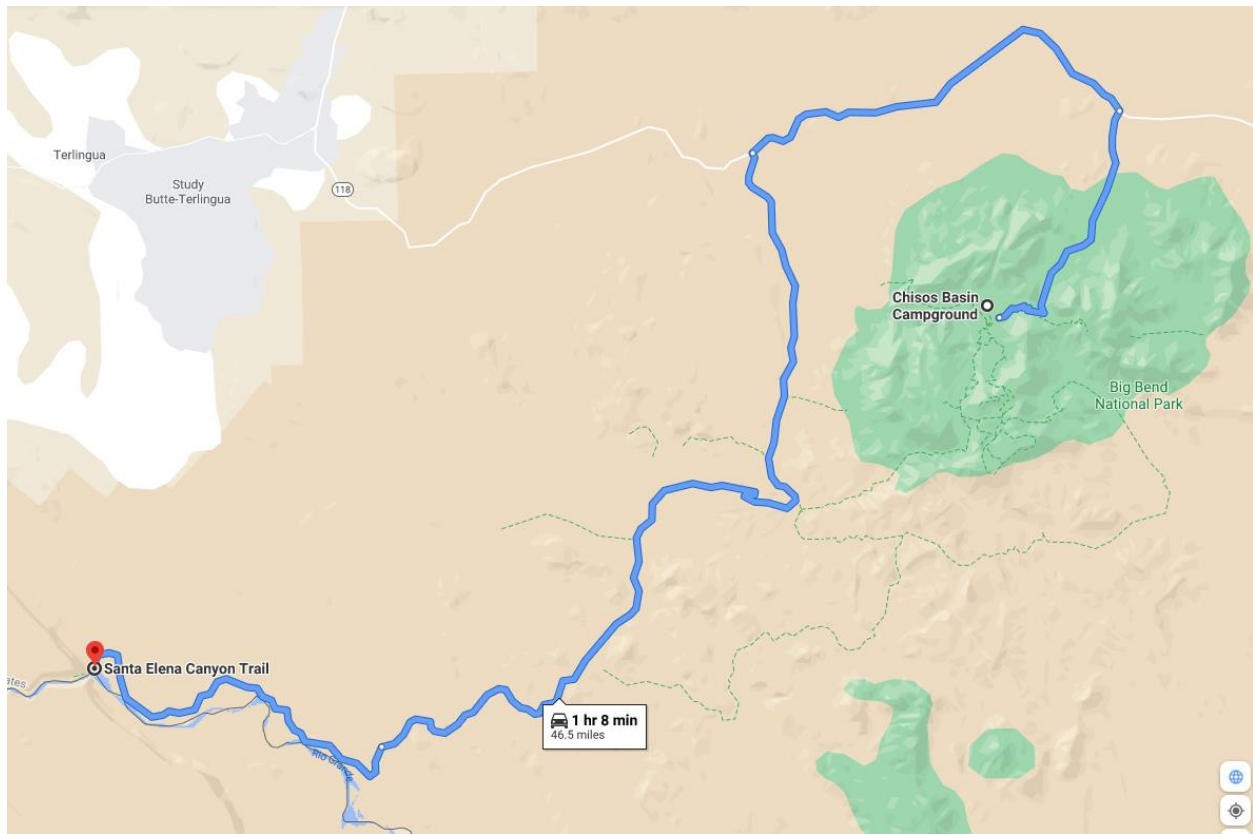 Terlingua
Study
Butte-Terlingua
118
Chisos Basin
Campground
Big Bend
National Park
Santa Elena Canyon Trail
ates
1 hr 8 min
46.5 miles
Rio Grande